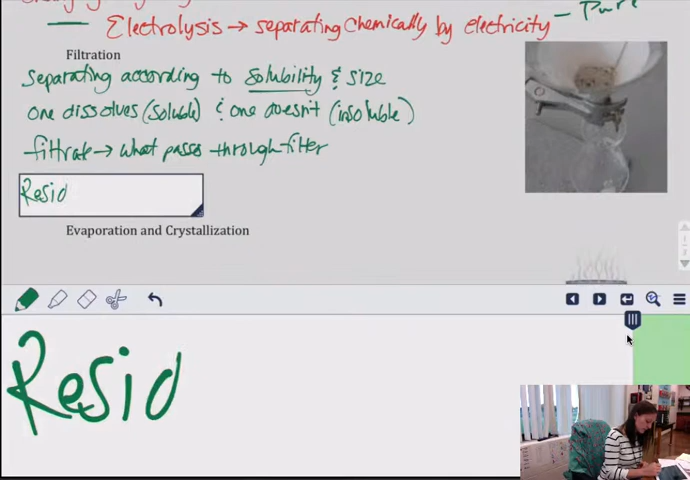 Electrolysis → separating chemically by electricity – Pure
Filtration
separating according to solubility & size
one dissolves (soluble) & one doesn't (insoluble)
filtrate → what passes through filter
Resid
Evaporation and Crystallization
Resid